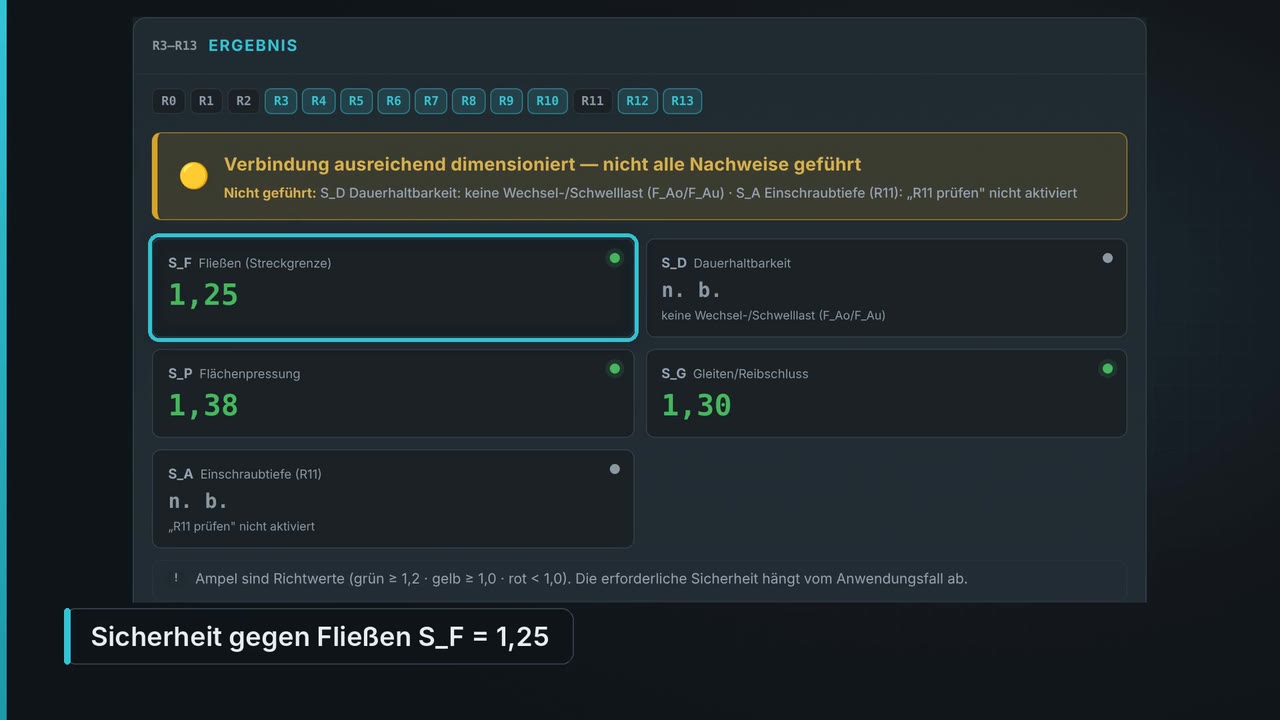 R3–R13 ERGEBNIS
R0 R1 R2 R3 R4 R5 R6 R7 R8 R9 R10 R11 R12 R13
Verbindung ausreichend dimensioniert — nicht alle Nachweise geführt
Nicht geführt: S_D Dauerhaltbarkeit: keine Wechsel-/Schwelllast (F_Ao/F_Au) · S_A Einschraubtiefe (R11): „R11 prüfen" nicht aktiviert
S_F Fließen (Streckgrenze)
1,25
S_D Dauerhaltbarkeit
n. b.
keine Wechsel-/Schwelllast (F_Ao/F_Au)
S_P Flächenpressung
1,38
S_G Gleiten/Reibschluss
1,30
S_A Einschraubtiefe (R11)
n. b.
„R11 prüfen" nicht aktiviert
! Ampel sind Richtwerte (grün ≥ 1,2 · gelb ≥ 1,0 · rot < 1,0). Die erforderliche Sicherheit hängt vom Anwendungsfall ab.
Sicherheit gegen Fließen S_F = 1,25